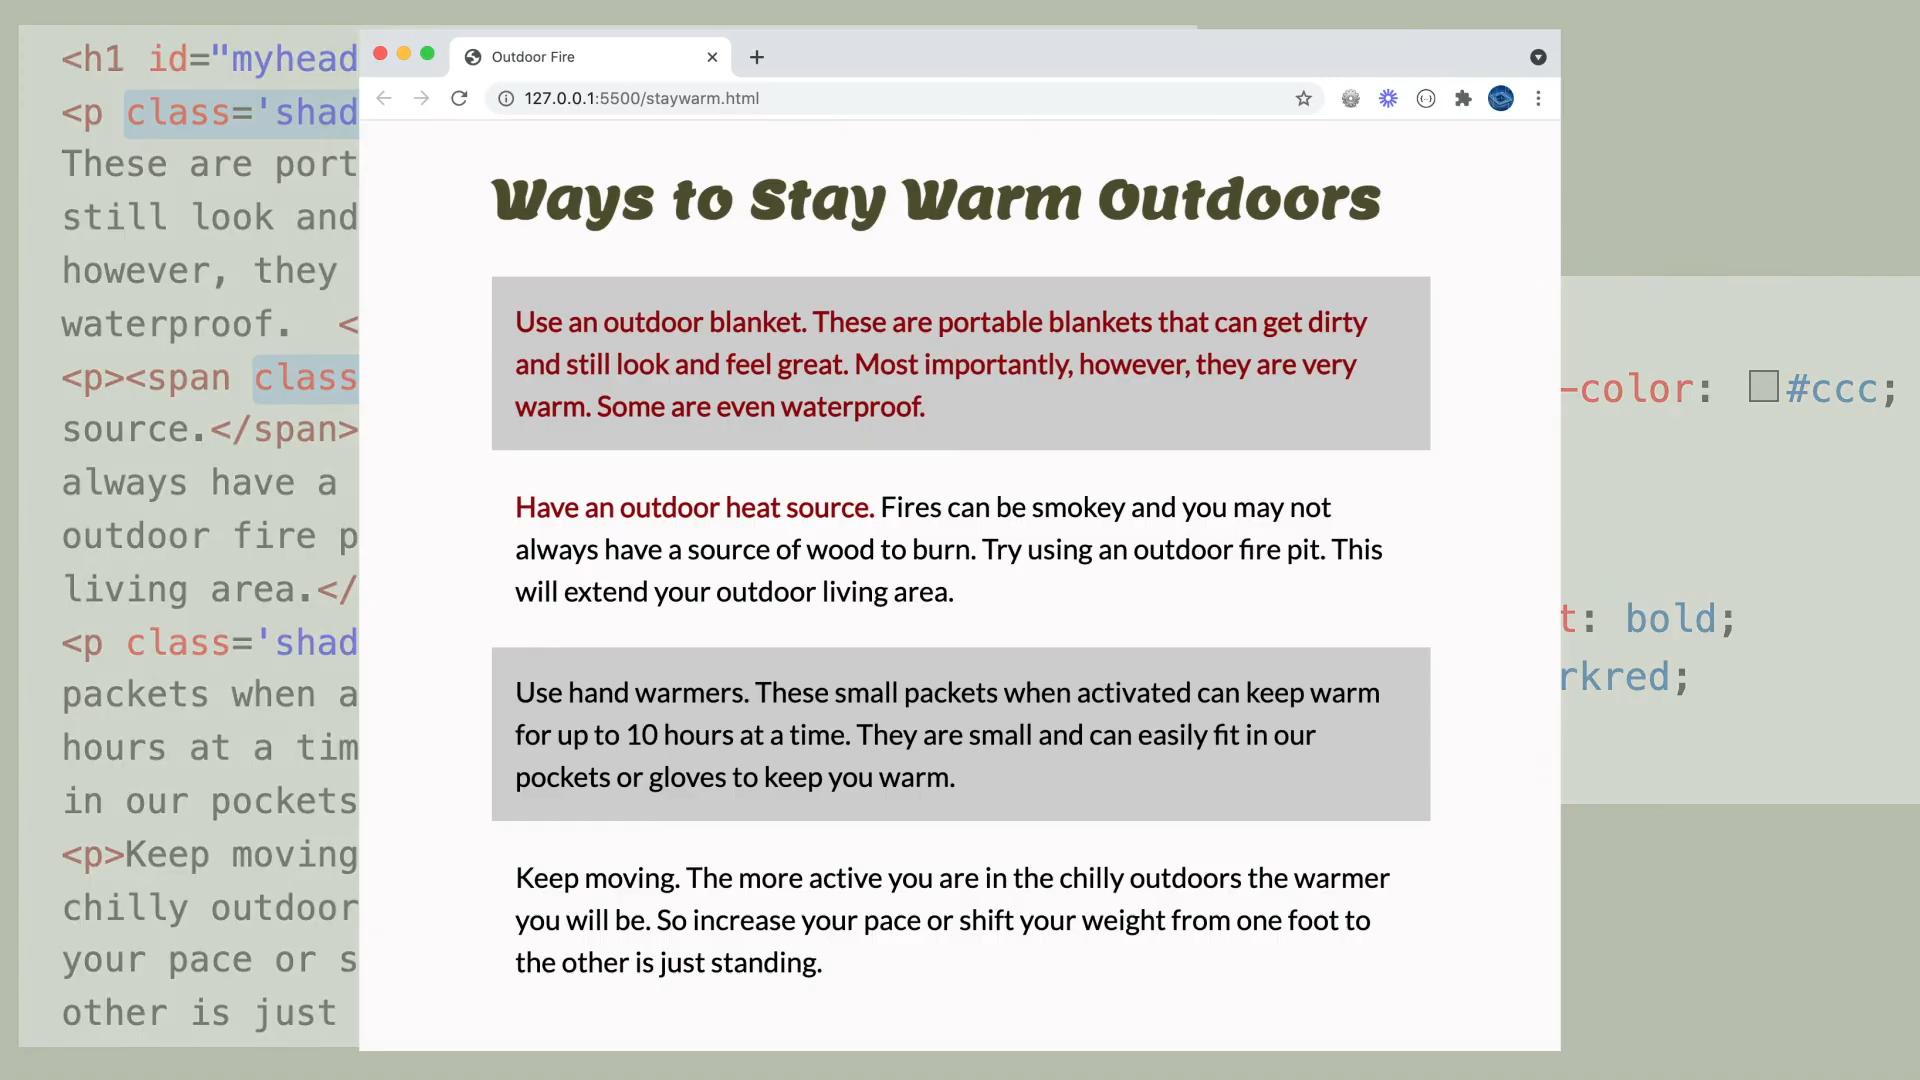 <h1 id="myhead
<p class='shad
These are port
still look and
however, they
waterproof. <
<p><span class
source.</span>
always have a
outdoor fire p
living area.</
<p class='shad
packets when a
hours at a tim
in our pockets
<p>Keep moving
chilly outdoor
your pace or s
other is just
Outdoor Fire
127.0.0.1:5500/staywarm.html
Ways to Stay Warm Outdoors
Use an outdoor blanket. These are portable blankets that can get dirty
and still look and feel great. Most importantly, however, they are very
warm. Some are even waterproof.
Have an outdoor heat source. Fires can be smokey and you may not
always have a source of wood to burn. Try using an outdoor fire pit. This
will extend your outdoor living area.
Use hand warmers. These small packets when activated can keep warm
for up to 10 hours at a time. They are small and can easily fit in our
pockets or gloves to keep you warm.
Keep moving. The more active you are in the chilly outdoors the warmer
you will be. So increase your pace or shift your weight from one foot to
the other is just standing.
-color: #ccc;
t: bold;
rkred;